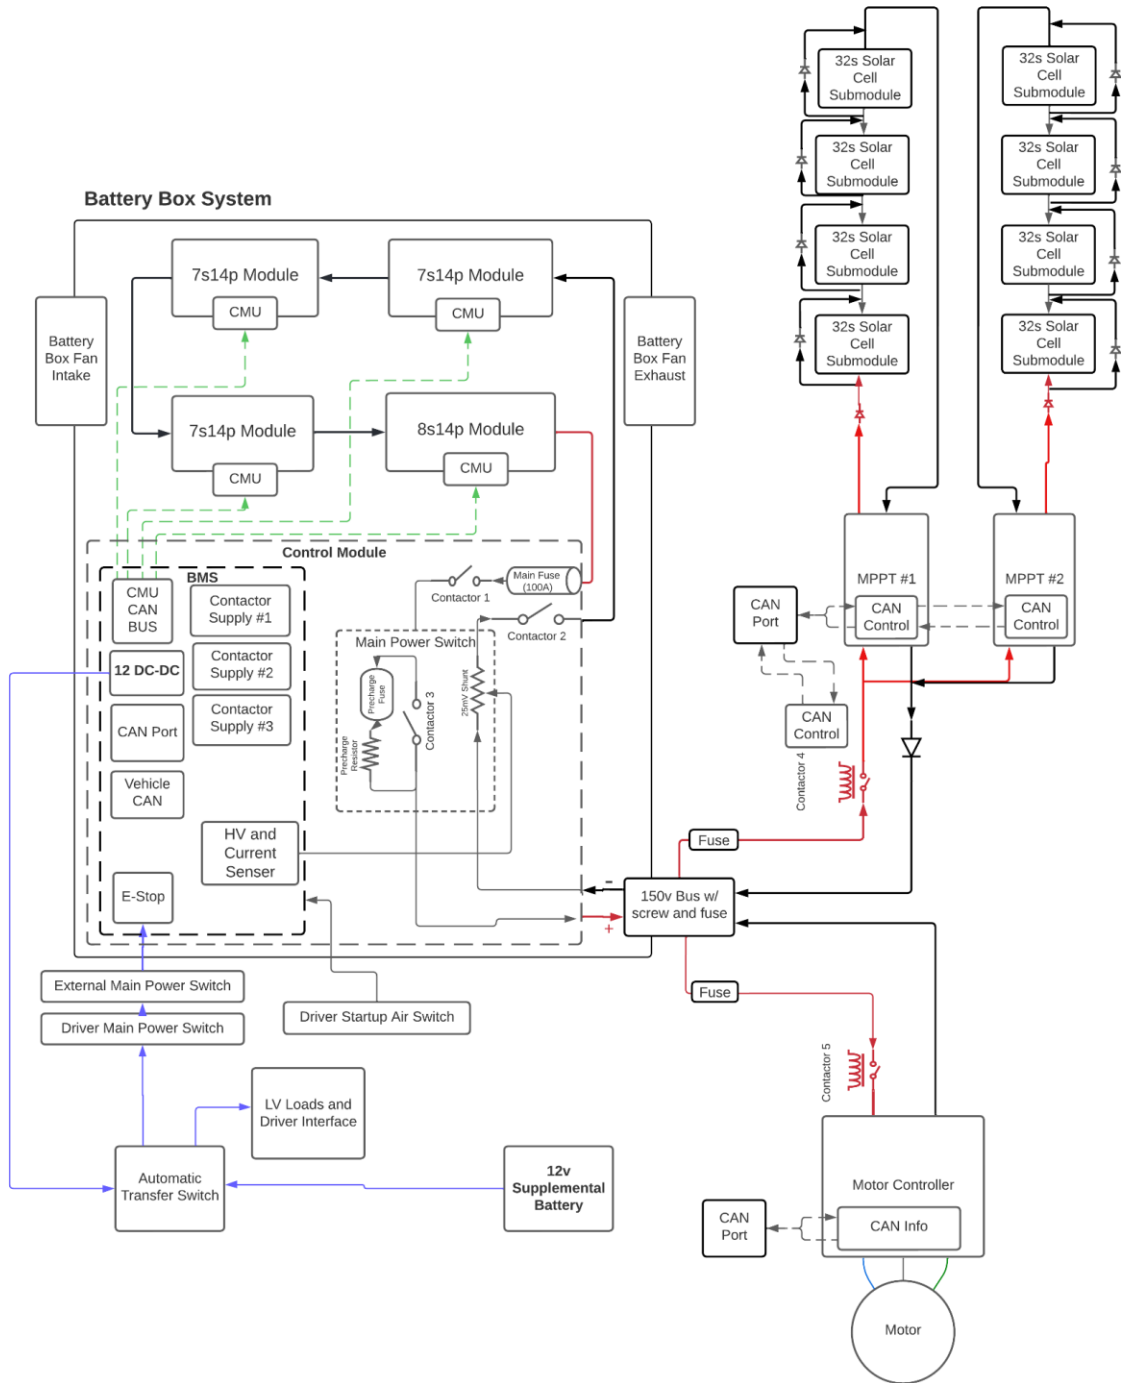 32s Solar
Cell
Submodule
32s Solar
Cell
Submodule
32s Solar
Cell
Submodule
32s Solar
Cell
Submodule
32s Solar
Cell
Submodule
32s Solar
Cell
Submodule
32s Solar
Cell
Submodule
32s Solar
Cell
Submodule
Battery Box System
7s14p Module
CMU
7s14p Module
CMU
Battery
Box Fan
Intake
Battery
Box Fan
Exhaust
7s14p Module
CMU
8s14p Module
CMU
Control Module
BMS
CMU
CAN
BUS
Contactor
Supply #1
12 DC-DC
Contactor
Supply #2
CAN Port
Contactor
Supply #3
Vehicle
CAN
HV and
Current
Senser
E-Stop
Contactor 1
Main Fuse
(100A)
Contactor 2
Main Power Switch
Precharge
Fuse
Precharge
Resistor
Contactor 3
25mV Shunt
MPPT #1
CAN
Control
MPPT #2
CAN
Control
CAN
Port
CAN
Control
Contactor 4
Fuse
-
+
150v Bus w/
screw and fuse
Fuse
External Main Power Switch
Driver Main Power Switch
Driver Startup Air Switch
LV Loads and
Driver Interface
Automatic
Transfer Switch
12v
Supplemental
Battery
Contactor 5
Motor Controller
CAN Info
CAN
Port
Motor